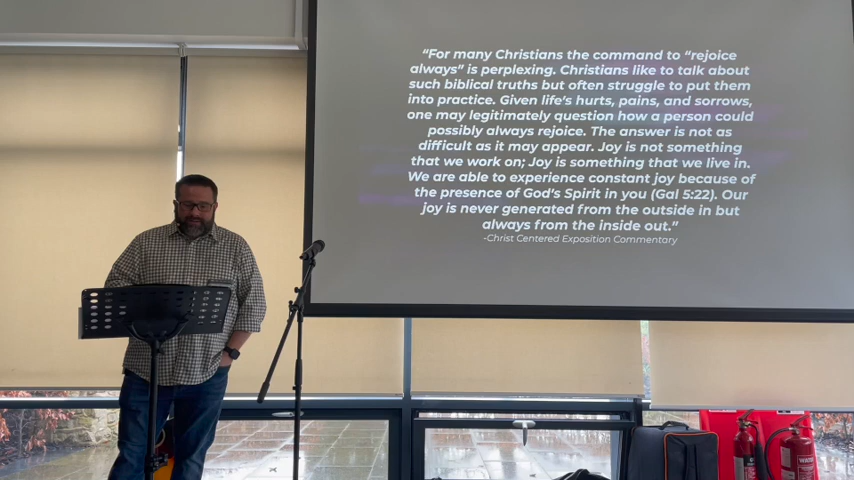 “For many Christians the command to “rejoice
always” is perplexing. Christians like to talk about
such biblical truths but often struggle to put them
into practice. Given life’s hurts, pains, and sorrows,
one may legitimately question how a person could
possibly always rejoice. The answer is not as
difficult as it may appear. Joy is not something
that we work on; Joy is something that we live in.
We are able to experience constant joy because of
the presence of God’s Spirit in you (Gal 5:22). Our
joy is never generated from the outside in but
always from the inside out.”
-Christ Centered Exposition Commentary
WATER